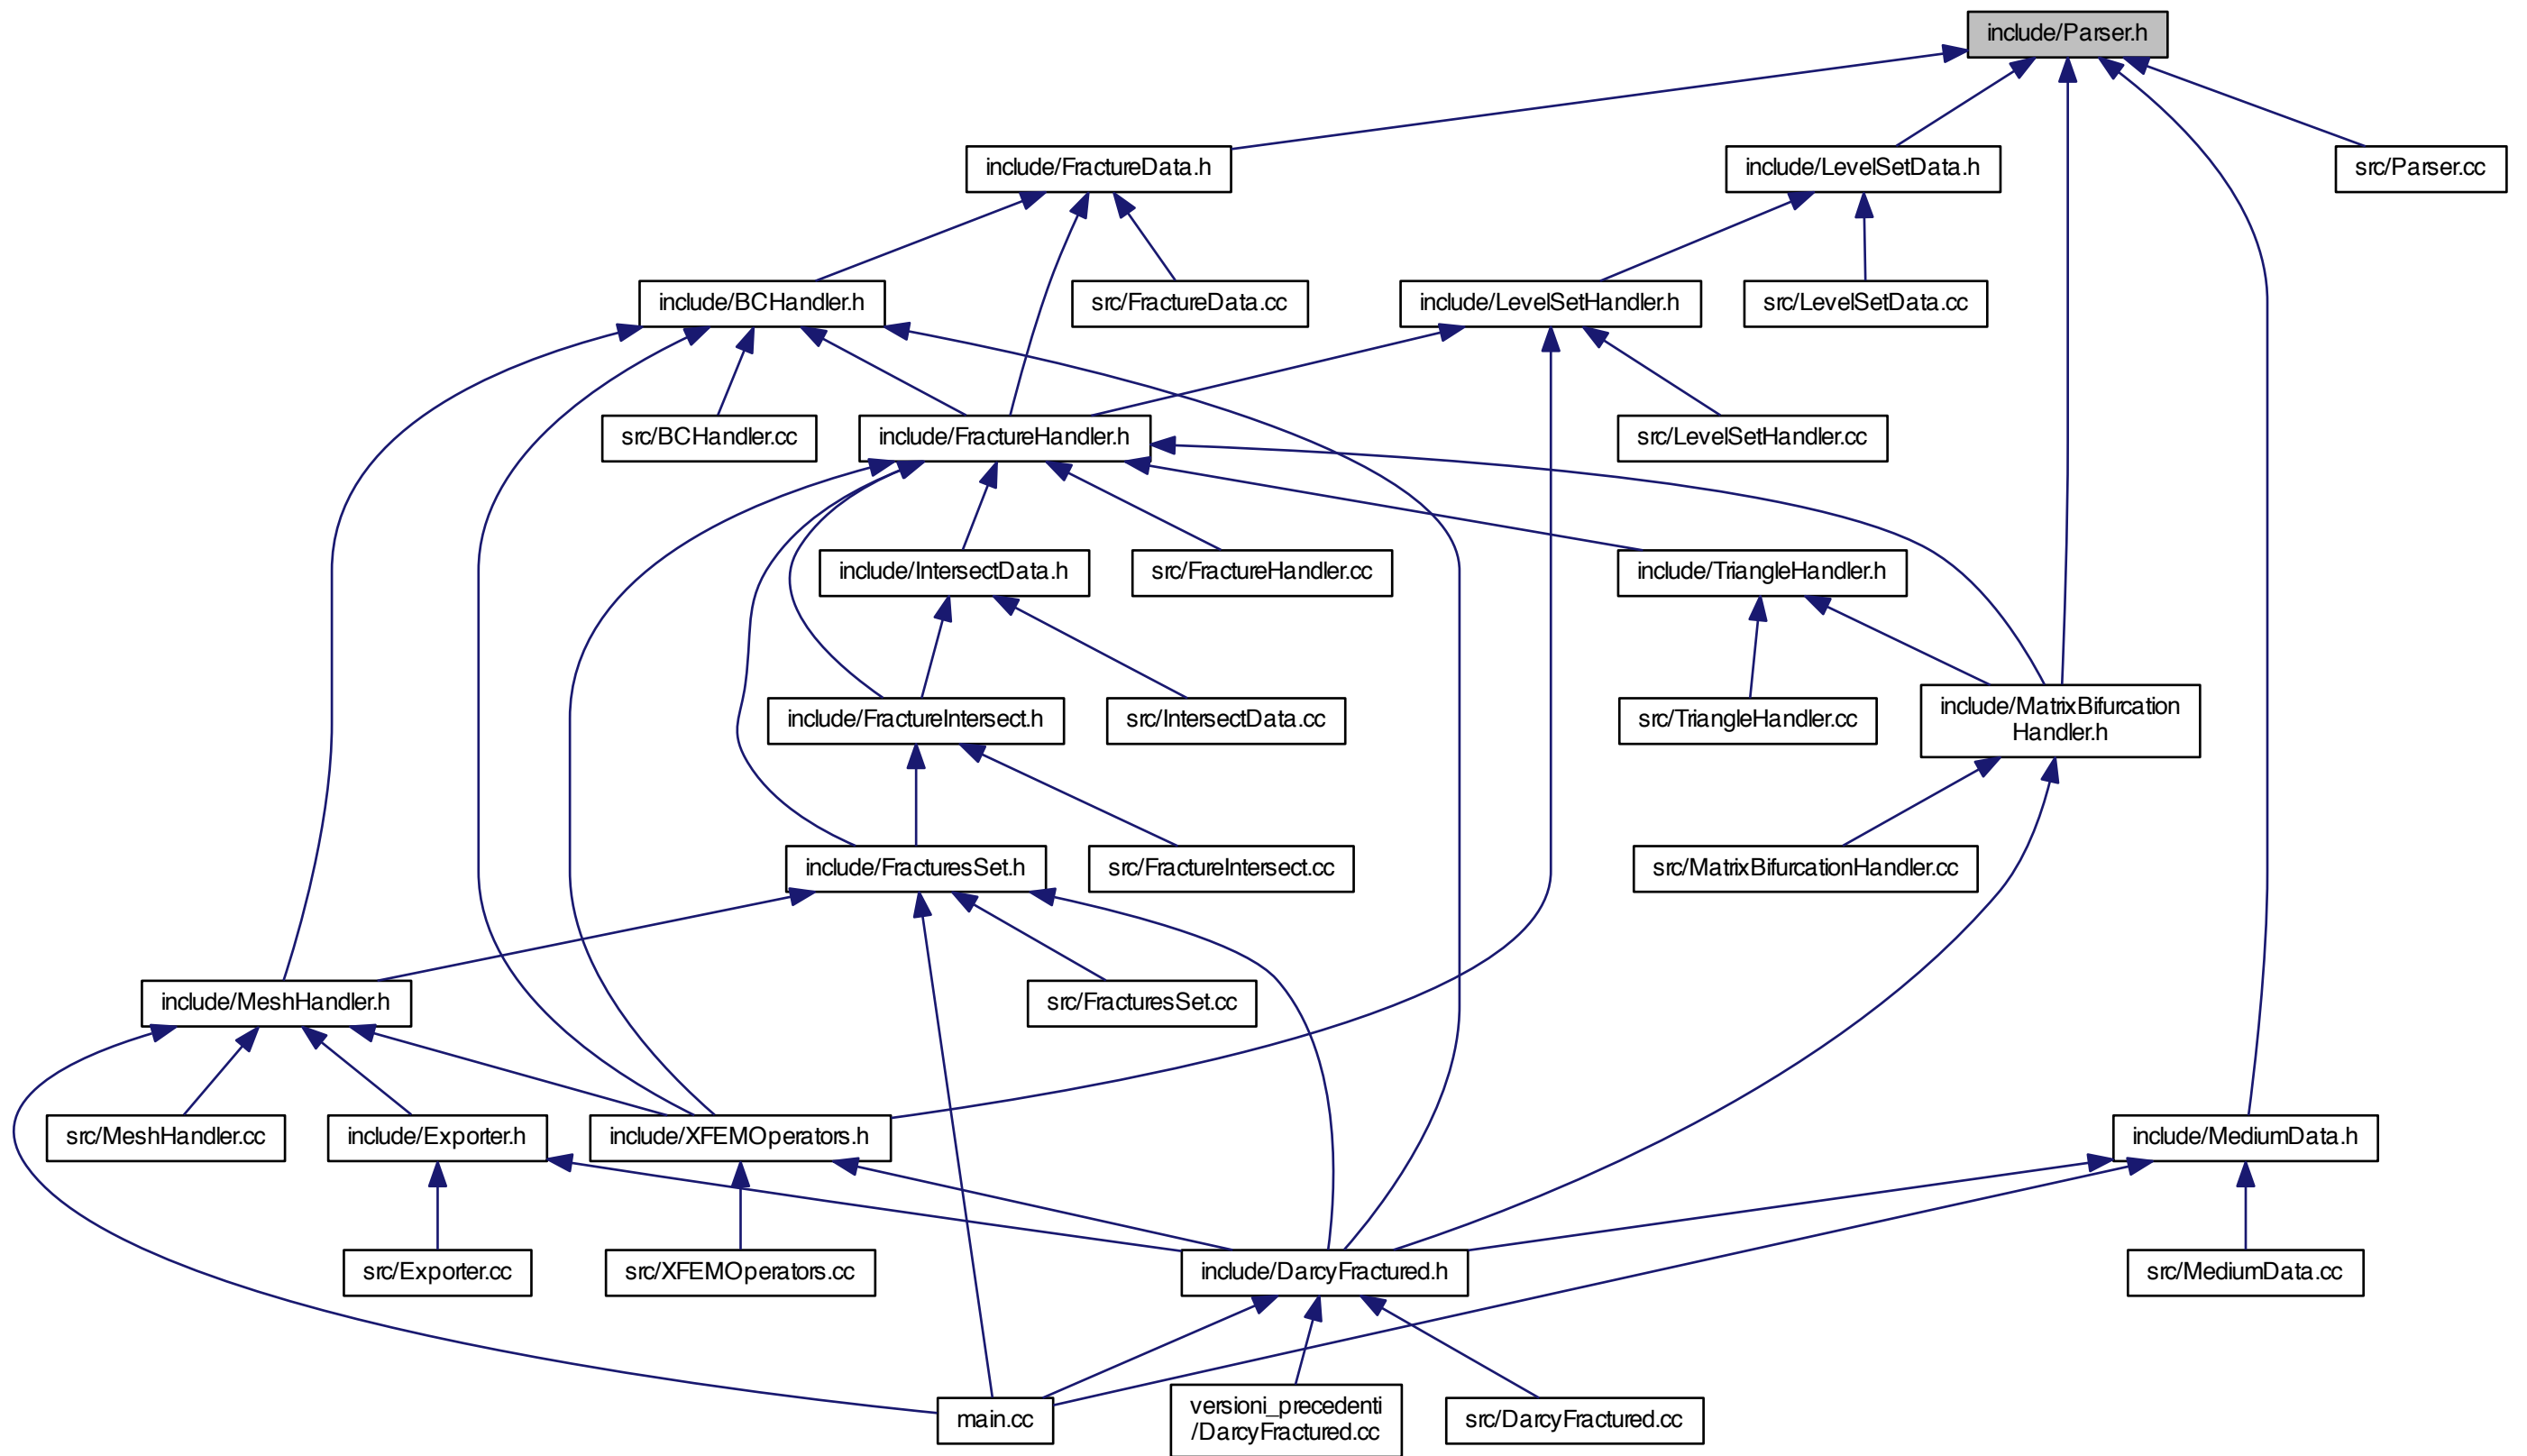 include/Parser.h
include/FractureData.h
include/LevelSetData.h
src/Parser.cc
include/BCHandler.h
src/FractureData.cc
include/LevelSetHandler.h
src/LevelSetData.cc
src/BCHandler.cc
include/FractureHandler.h
src/LevelSetHandler.cc
include/IntersectData.h
src/FractureHandler.cc
include/TriangleHandler.h
include/FractureIntersect.h
src/IntersectData.cc
src/TriangleHandler.cc
include/MatrixBifurcation
Handler.h
include/FracturesSet.h
src/FractureIntersect.cc
src/MatrixBifurcationHandler.cc
include/MeshHandler.h
src/FracturesSet.cc
src/MeshHandler.cc
include/Exporter.h
include/XFEMOperators.h
include/MediumData.h
src/Exporter.cc
src/XFEMOperators.cc
include/DarcyFractured.h
src/MediumData.cc
main.cc
versioni_precedenti
/DarcyFractured.cc
src/DarcyFractured.cc